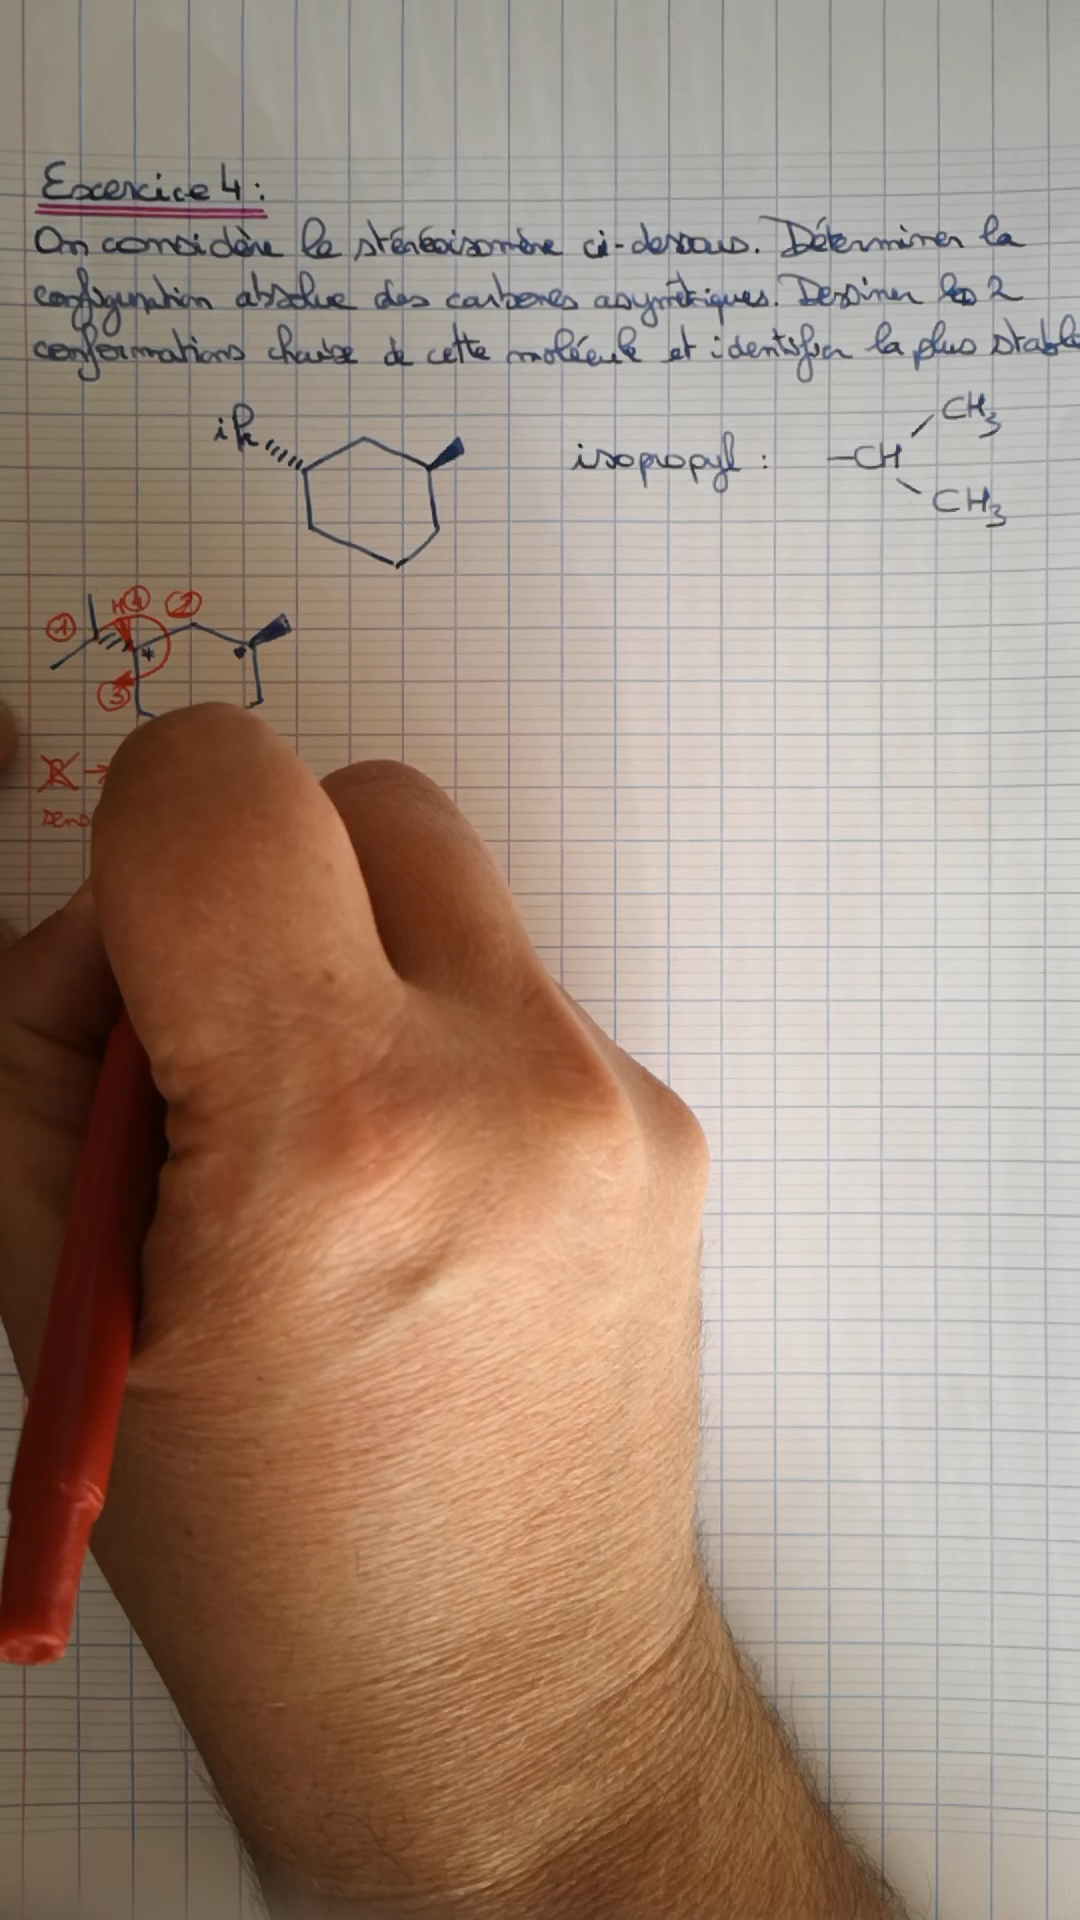 Exercice 4 :
On considère le stéréoisomère ci-dessous. Déterminer la
configuration absolue des carbones asymétriques. Dessiner les 2
conformations chaise de cette molécule et identifier la plus stable
iPr
isopropyl : -CH
CH3
CH3
1 H 4 2
*
3
R →
sens